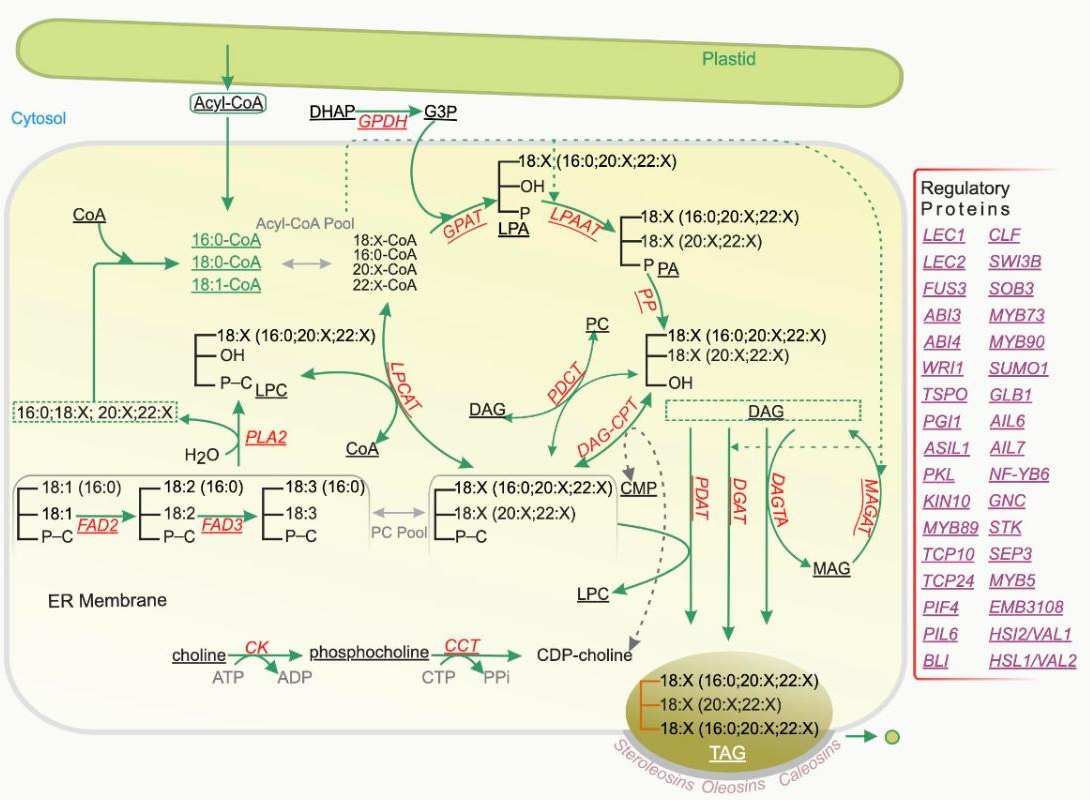 Plastid
Acyl-CoA
Cytosol
DHAP
GPDH
G3P
CoA
Acyl-CoA Pool
16:0-CoA
18:0-CoA
18:1-CoA
18:X-CoA
16:0-CoA
20:X-CoA
22:X-CoA
GPAT
18:X (16:0;20:X;22:X)
OH
P
LPA
LPAAT
18:X (16:0;20:X;22:X)
18:X (20:X;22:X)
P PA
PP
18:X (16:0;20:X;22:X)
18:X (20:X;22:X)
OH
18:X (16:0;20:X;22:X)
OH
P–C LPC
LPCAT
CoA
PC
PDCT
DAG
DAG-CPT
CMP
16:0;18:X; 20:X;22:X
PLA2
H2O
18:1 (16:0)
18:1
P–C
FAD2
18:2 (16:0)
18:2
P–C
FAD3
18:3 (16:0)
18:3
P–C
PC Pool
18:X (16:0;20:X;22:X)
18:X (20:X;22:X)
P–C
LPC
DAG
PDAT
DGAT
DAGTA
MAGAT
MAG
ER Membrane
choline
CK
ATP
ADP
phosphocholine
CCT
CTP
PPi
CDP-choline
18:X (16:0;20:X;22:X)
18:X (20:X;22:X)
18:X (16:0;20:X;22:X)
TAG
Steroleosins Oleosins Caleosins
Regulatory
Proteins
LEC1 CLF
LEC2 SWI3B
FUS3 SOB3
ABI3 MYB73
ABI4 MYB90
WRI1 SUMO1
TSPO GLB1
PGI1 AIL6
ASIL1 AIL7
PKL NF-YB6
KIN10 GNC
MYB89 STK
TCP10 SEP3
TCP24 MYB5
PIF4 EMB3108
PIL6 HSI2/VAL1
BLI HSL1/VAL2